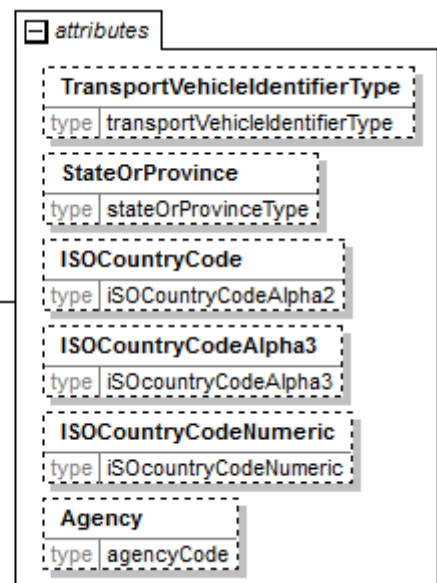 attributes
TransportVehicleIdentifierType
type transportVehicleIdentifierType
StateOrProvince
type stateOrProvinceType
ISOCountryCode
type iSOCountryCodeAlpha2
ISOCountryCodeAlpha3
type iSOcountryCodeAlpha3
ISOCountryCodeNumeric
type iSOcountryCodeNumeric
Agency
type agencyCode